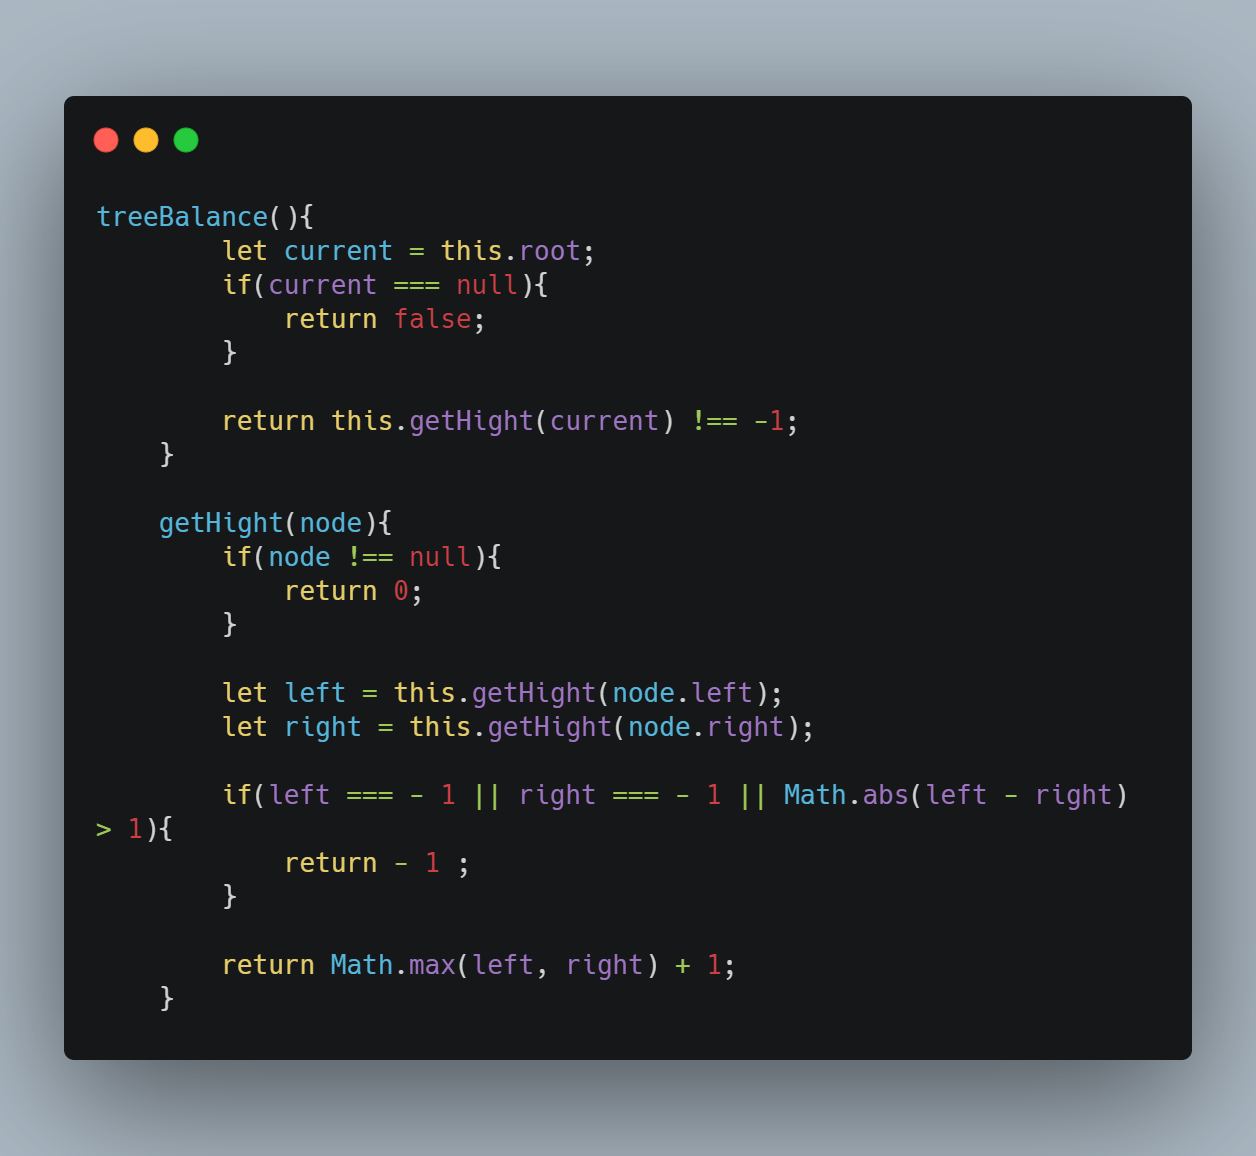 treeBalance(){
        let current = this.root;
        if(current === null){
            return false;
        }

        return this.getHight(current) !== -1;
    }

    getHight(node){
        if(node !== null){
            return 0;
        }

        let left = this.getHight(node.left);
        let right = this.getHight(node.right);

        if(left === - 1 || right === - 1 || Math.abs(left - right)
> 1){
            return - 1 ;
        }

        return Math.max(left, right) + 1;
    }